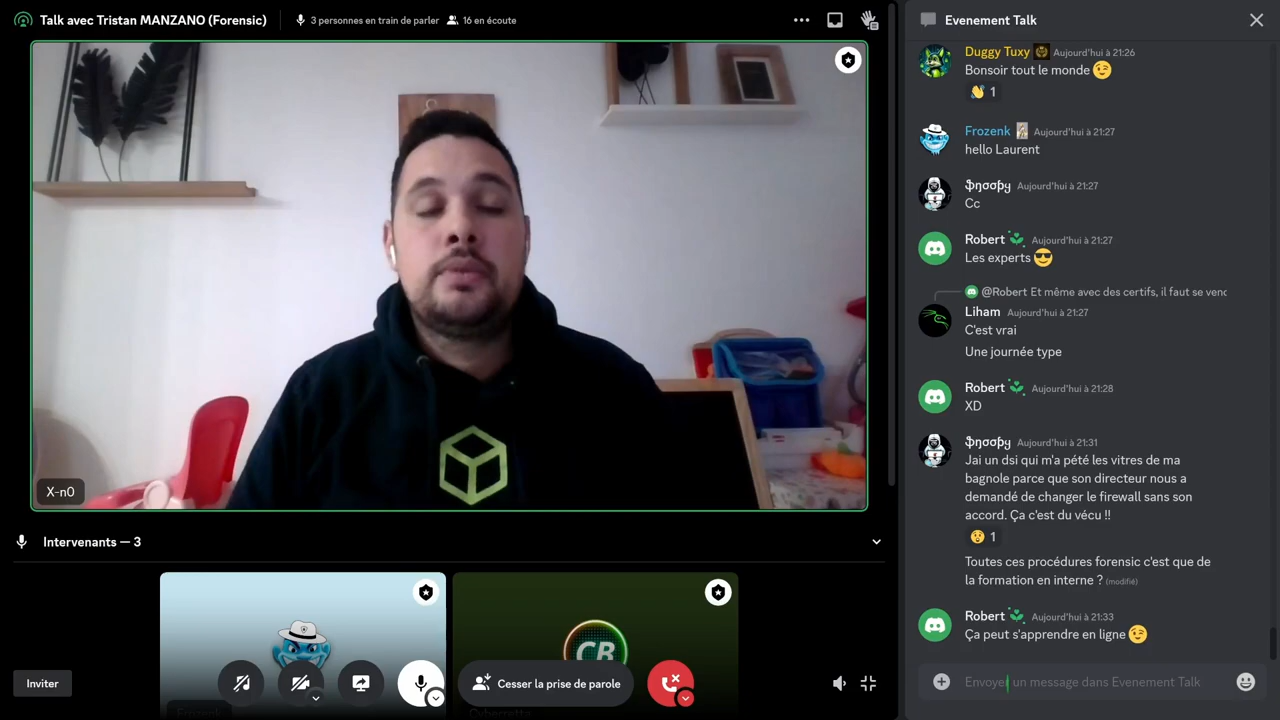 Talk avec Tristan MANZANO (Forensic)
3 personnes en train de parler
16 en écoute
X-n0
Intervenants — 3
CB
Inviter
Cesser la prise de parole
Evenement Talk
Duggy Tuxy Aujourd'hui à 21:26
Bonsoir tout le monde
1
Frozenk Aujourd'hui à 21:27
hello Laurent
Aujourd'hui à 21:27
Cc
Robert Aujourd'hui à 21:27
Les experts
@Robert Et même avec des certifs, il faut se
Liham Aujourd'hui à 21:27
C'est vrai
Une journée type
Robert Aujourd'hui à 21:28
XD
Aujourd'hui à 21:31
Jai un dsi qui m'a pété les vitres de ma
bagnole parce que son directeur nous a
demandé de changer le firewall sans son
accord. Ça c'est du vécu !!
1
Toutes ces procédures forensic c'est que de
la formation en interne ? (modifié)
Robert Aujourd'hui à 21:33
Ça peut s'apprendre en ligne
Envoyer un message dans Evenement Talk